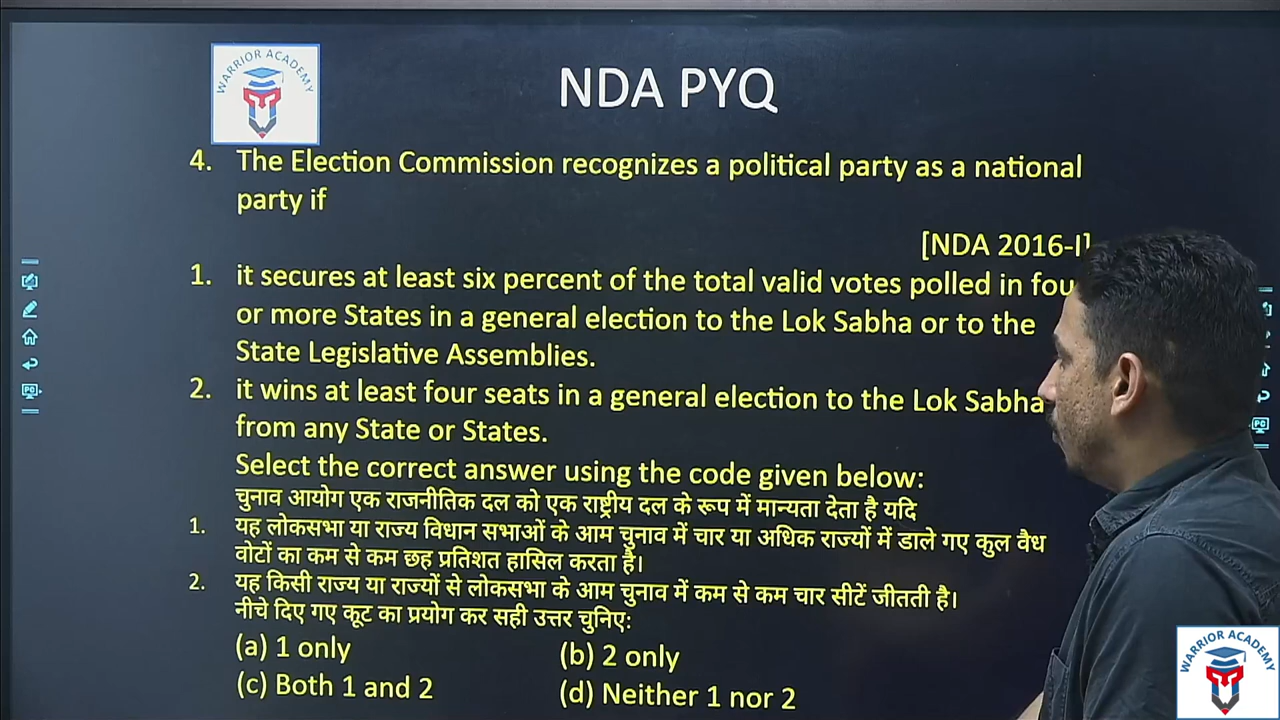 WARRIOR ACADEMY
NDA PYQ
4. The Election Commission recognizes a political party as a national
party if
[NDA 2016-I]
1. it secures at least six percent of the total valid votes polled in fou
or more States in a general election to the Lok Sabha or to the
State Legislative Assemblies.
2. it wins at least four seats in a general election to the Lok Sabha
from any State or States.
Select the correct answer using the code given below:
चुनाव आयोग एक राजनीतिक दल को एक राष्ट्रीय दल के रूप में मान्यता देता है यदि
1. यह लोकसभा या राज्य विधान सभाओं के आम चुनाव में चार या अधिक राज्यों में डाले गए कुल वैध
वोटों का कम से कम छह प्रतिशत हासिल करता है।
2. यह किसी राज्य या राज्यों से लोकसभा के आम चुनाव में कम से कम चार सीटें जीतती है।
नीचे दिए गए कूट का प्रयोग कर सही उत्तर चुनिए:
(a) 1 only (b) 2 only
(c) Both 1 and 2 (d) Neither 1 nor 2
WARRIOR ACADEMY